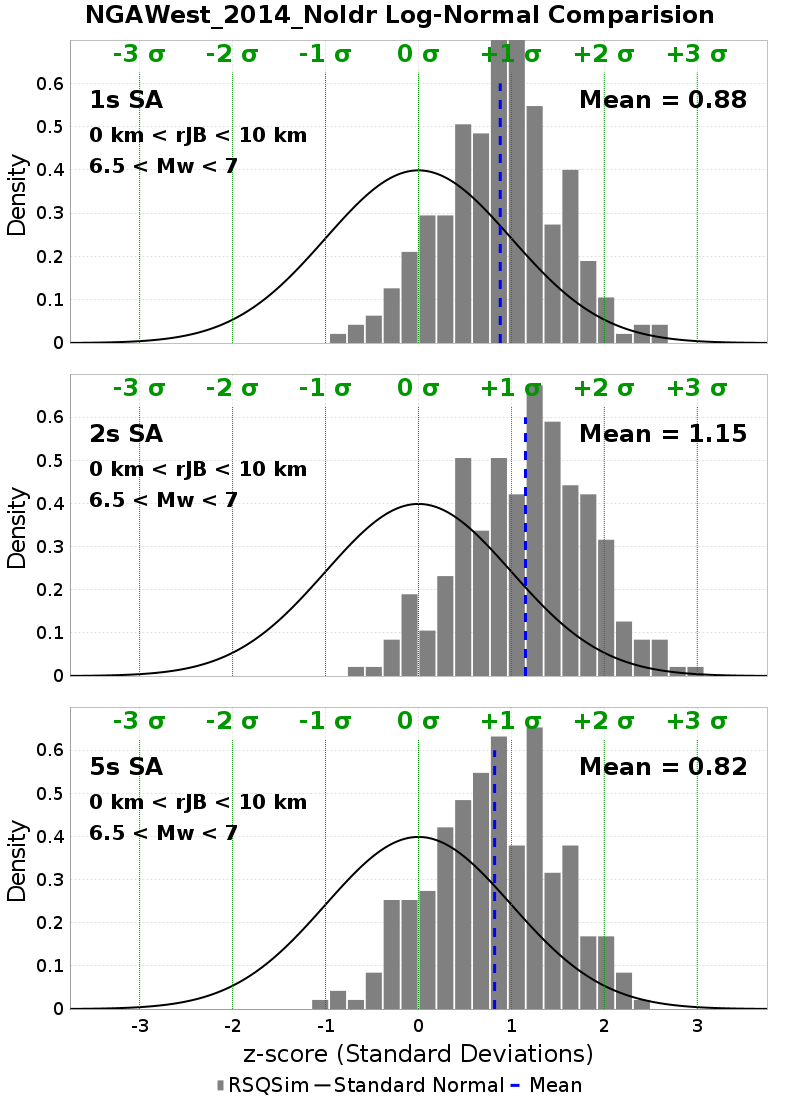 NGAWest_2014_NoIdr Log-Normal Comparision
-3 σ -2 σ -1 σ 0 σ +1 σ +2 σ +3 σ
0.6
1s SA Mean = 0.88
0.5
0 km < rJB < 10 km
6.5 < Mw < 7
0.4
0.3
0.2
0.1
0
Density
-3 σ -2 σ -1 σ 0 σ +1 σ +2 σ +3 σ
0.6
2s SA Mean = 1.15
0.5
0 km < rJB < 10 km
6.5 < Mw < 7
0.4
0.3
0.2
0.1
0
Density
-3 σ -2 σ -1 σ 0 σ +1 σ +2 σ +3 σ
0.6
5s SA Mean = 0.82
0.5
0 km < rJB < 10 km
6.5 < Mw < 7
0.4
0.3
0.2
0.1
0
Density
-3 -2 -1 0 1 2 3
z-score (Standard Deviations)
RSQSim Standard Normal Mean